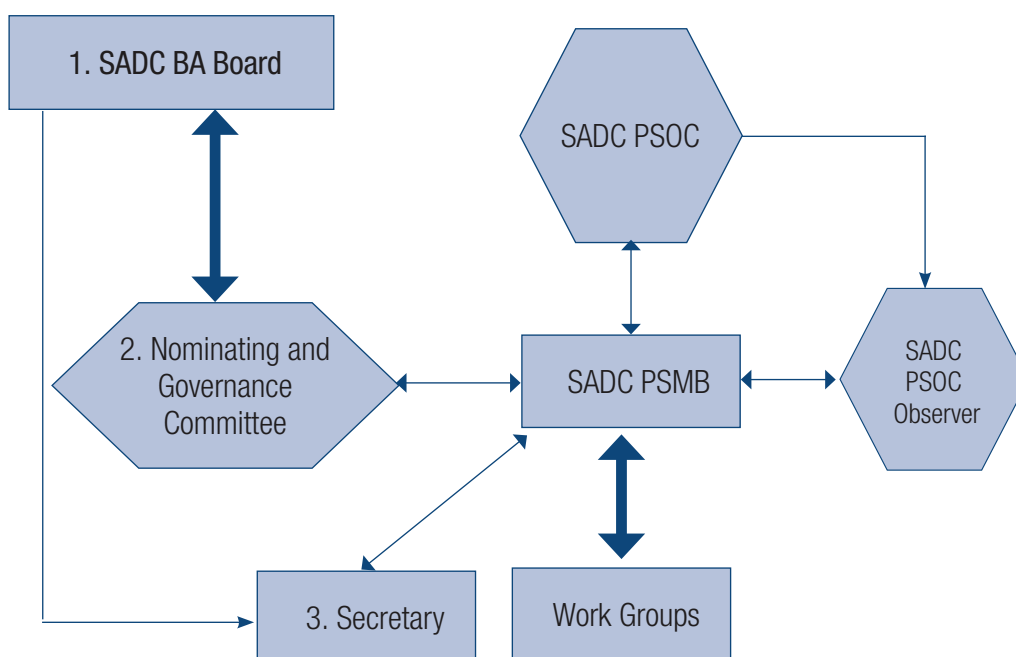 1. SADC BA Board
SADC PSOC
2. Nominating and
Governance
Committee
SADC PSMB
SADC
PSOC
Observer
3. Secretary
Work Groups